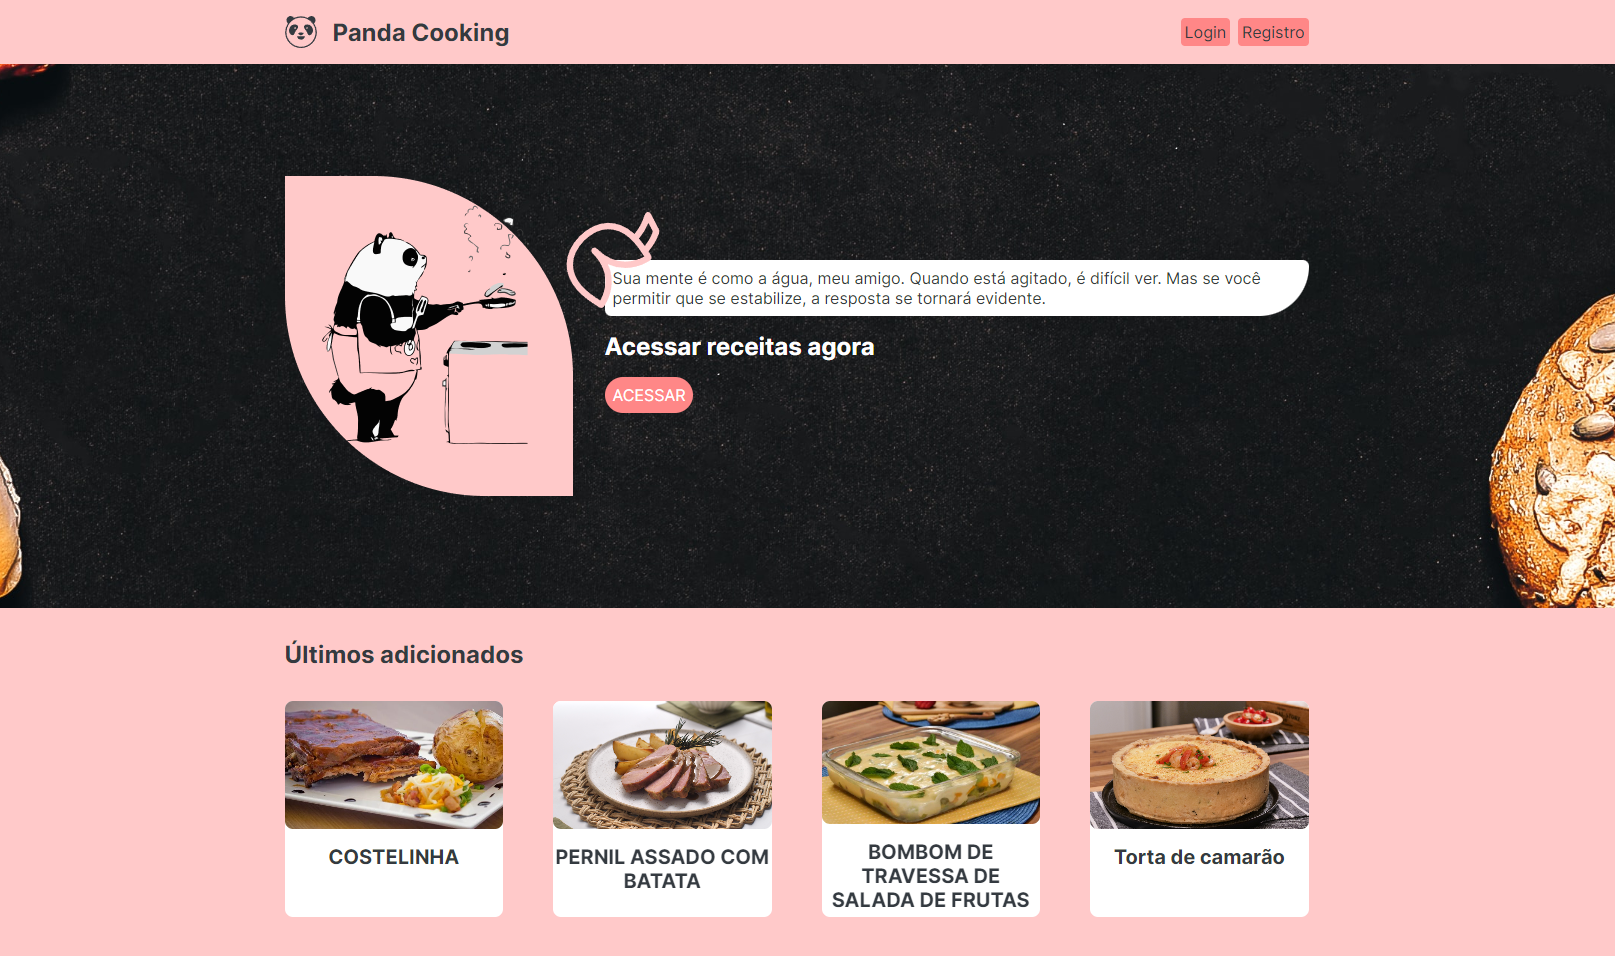 Panda Cooking
Login
Registro
Sua mente é como a água, meu amigo. Quando está agitado, é difícil ver. Mas se você
permitir que se estabilize, a resposta se tornará evidente.
Acessar receitas agora
ACESSAR
Últimos adicionados
COSTELINHA
PERNIL ASSADO COM
BATATA
BOMBOM DE
TRAVESSA DE
SALADA DE FRUTAS
Torta de camarão